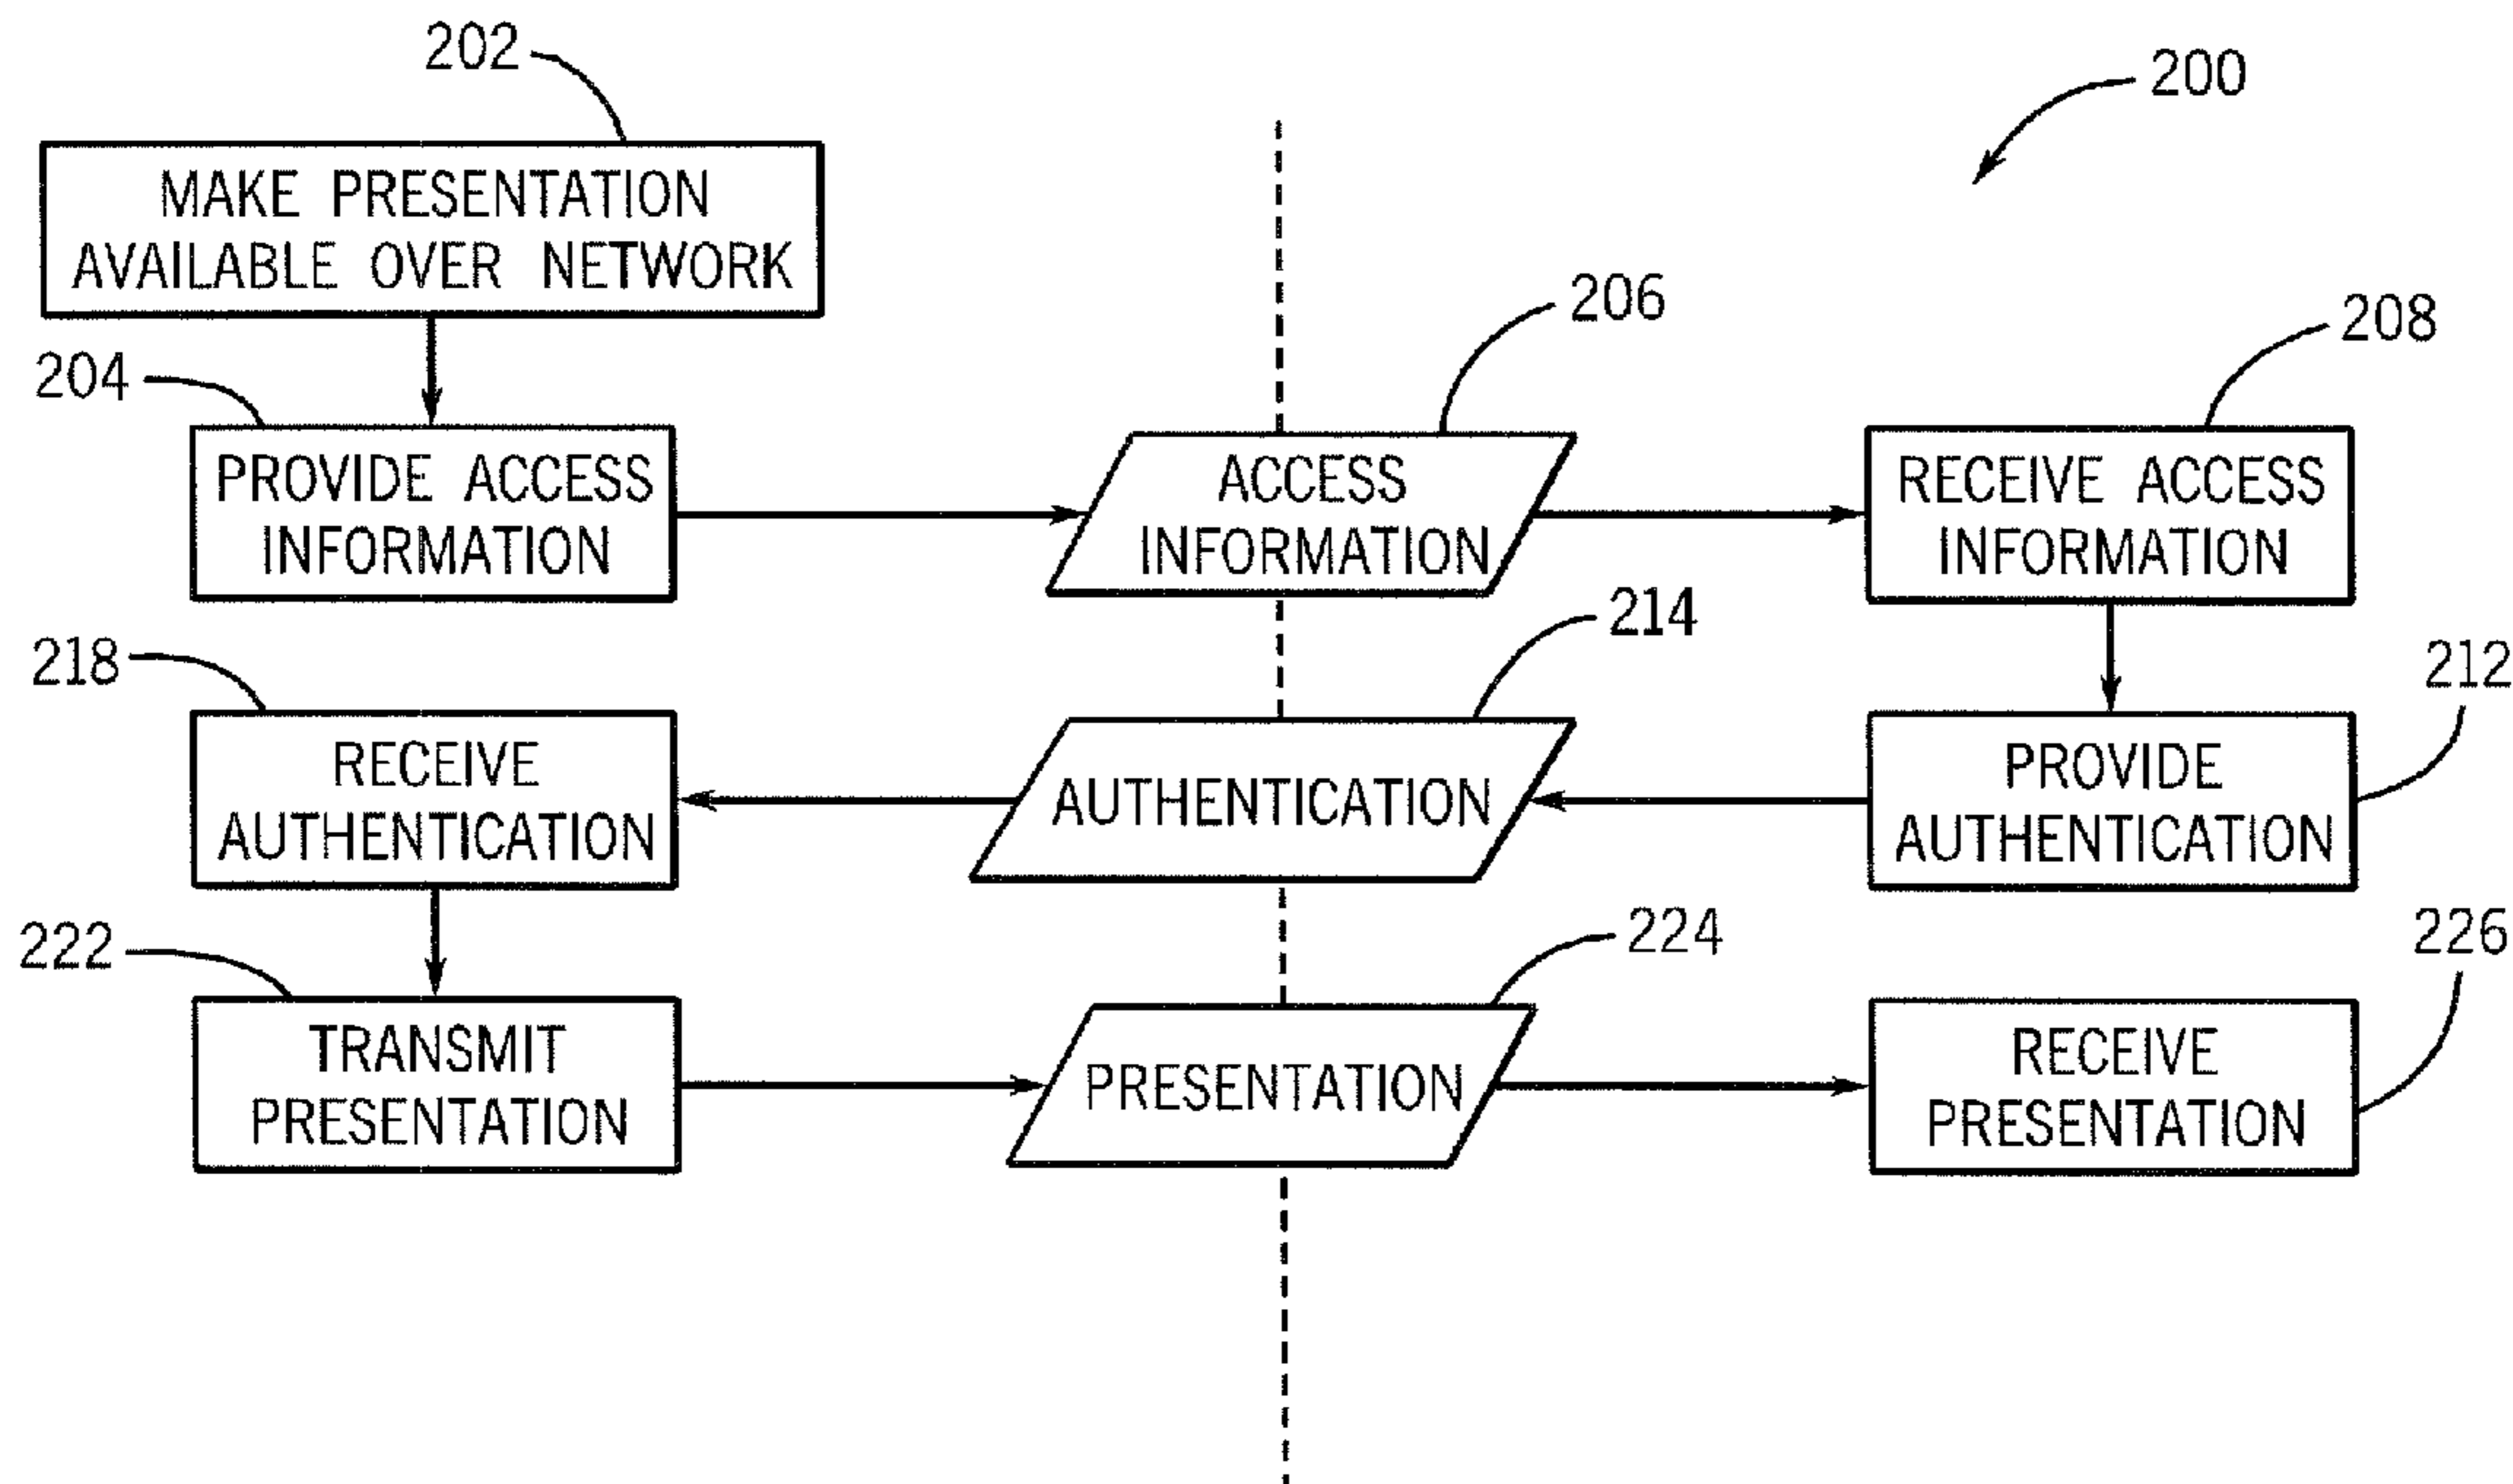 202
200
MAKE PRESENTATION
AVAILABLE OVER NETWORK
206
208
204
PROVIDE ACCESS
INFORMATION
ACCESS
INFORMATION
RECEIVE ACCESS
INFORMATION
214
218
212
RECEIVE
AUTHENTICATION
AUTHENTICATION
PROVIDE
AUTHENTICATION
222
224
226
TRANSMIT
PRESENTATION
PRESENTATION
RECEIVE
PRESENTATION